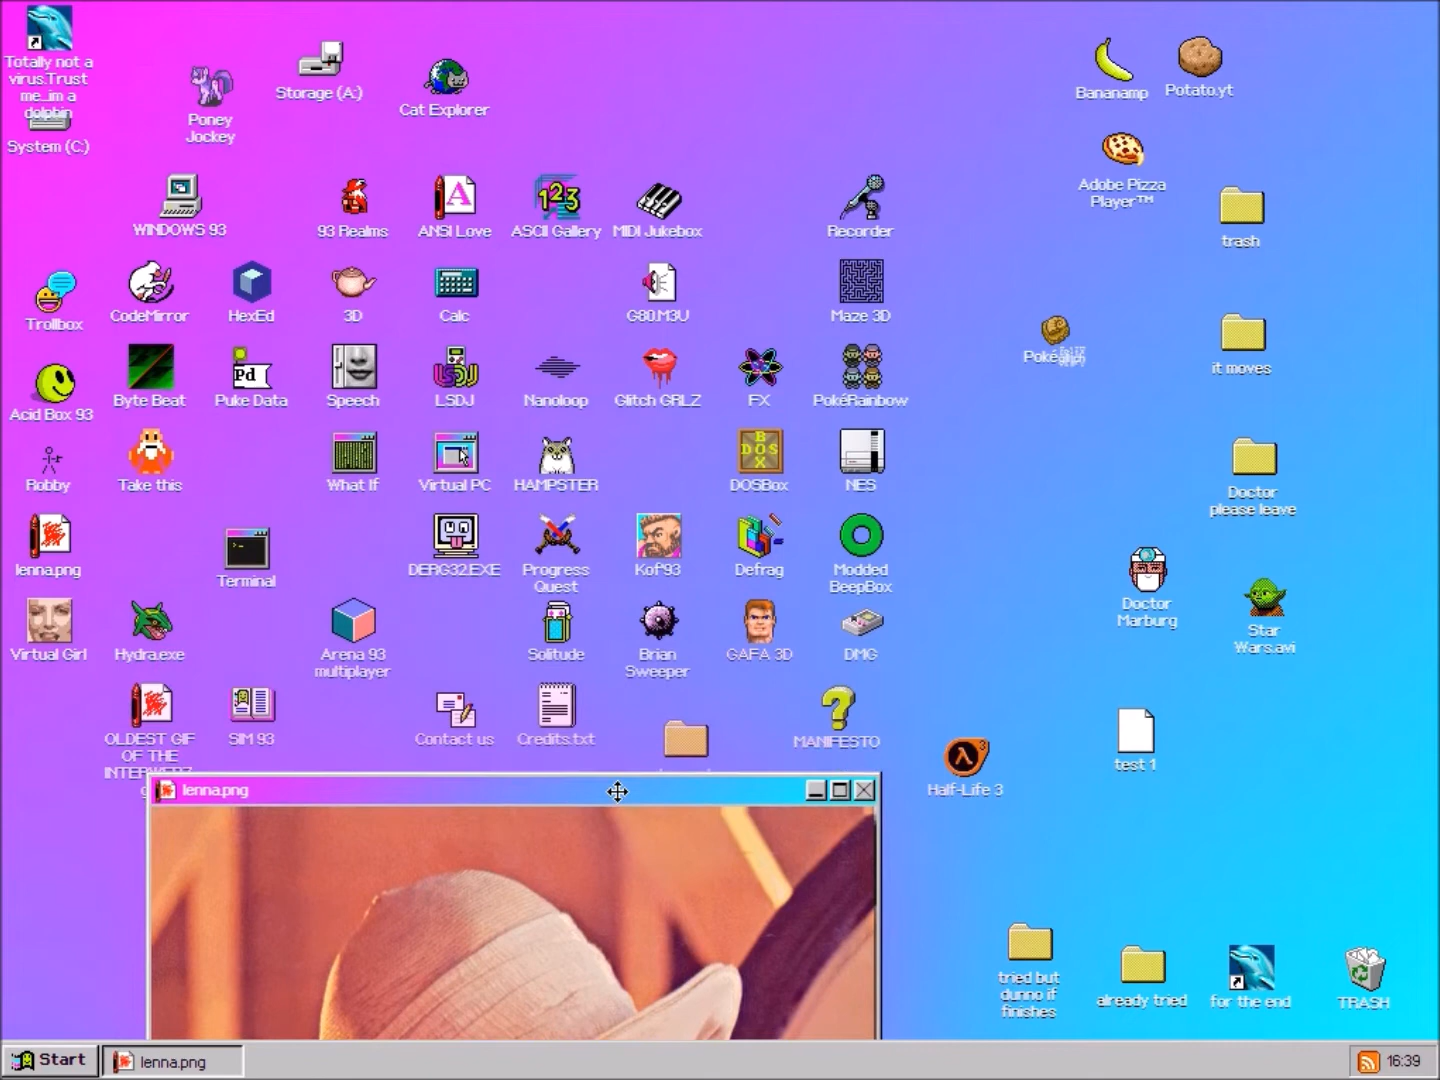 Totally not a
virus.Trust
me..im a
dolphin
System (C:)
Poney
Jockey
Storage (A:)
Cat Explorer
Bananamp
Potato.yt
Adobe Pizza
Player™
trash
WINDOWS 93
93 Realms
ANSI Love
ASCII Gallery
MIDI Jukebox
Recorder
Trollbox
CodeMirror
HexEd
3D
Calc
G80.M3U
Maze 3D
Poké
it moves
Acid Box 93
Byte Beat
Puke Data
Speech
LSDJ
Nanoloop
Glitch GRLZ
FX
PokéRainbow
Robby
Take this
What If
Virtual PC
HAMPSTER
DOSBox
NES
Doctor
please leave
lenna.png
Terminal
DERG32.EXE
Progress
Quest
Kof'93
Defrag
Modded
BeepBox
Doctor
Marburg
Star
Wars.avi
Virtual Girl
Hydra.exe
Arena 93
multiplayer
Solitude
Brian
Sweeper
GAFA 3D
DMG
OLDEST GIF
OF THE
SIM 93
Contact us
Credits.txt
MANIFESTO
Half-Life 3
test 1
lenna.png
tried but
dunno if
finishes
already tried
for the end
TRASH
Start
lenna.png
16:39